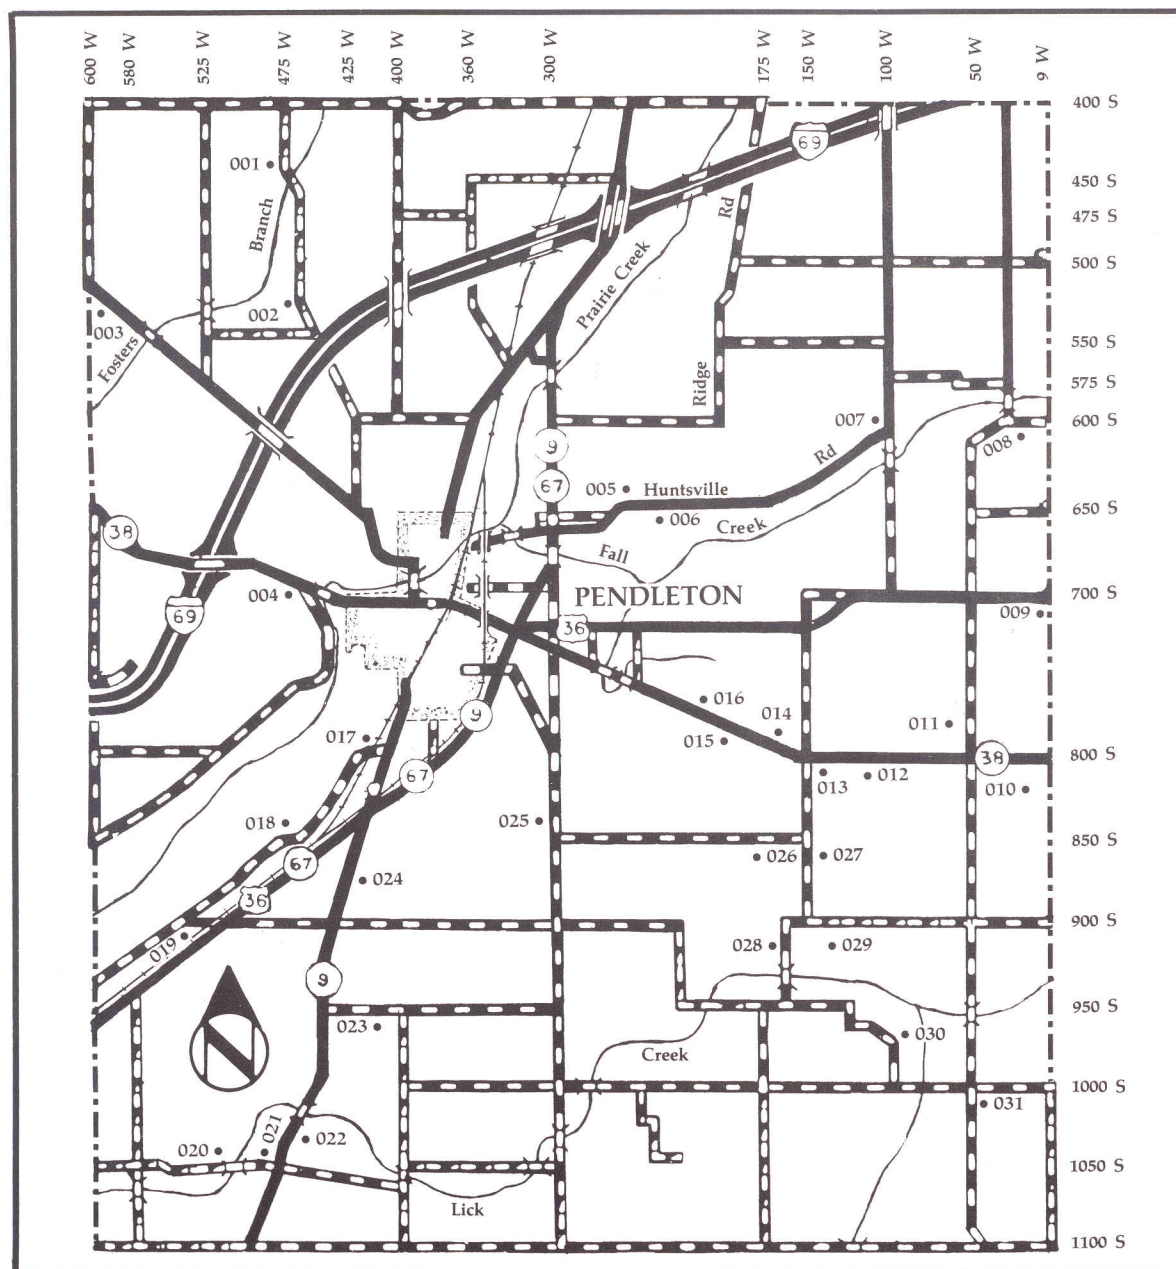 600 W
580 W
525 W
475 W
425 W
400 W
360 W
300 W
175 W
150 W
100 W
50 W
9 W
400 S
69
001
450 S
Branch
Rd
475 S
Prairie Creek
500 S
002
003
Fosters
550 S
575 S
Ridge
600 S
007
9
008
Rd
67
005
Huntsville
650 S
006
Creek
38
Fall
004
PENDLETON
700 S
69
36
009
016
9
014
011
017
015
800 S
38
67
013
012
010
018
025
850 S
67
026
027
024
36
900 S
019
028
029
9
950 S
023
030
Creek
1000 S
031
021
022
020
1050 S
Lick
1100 S